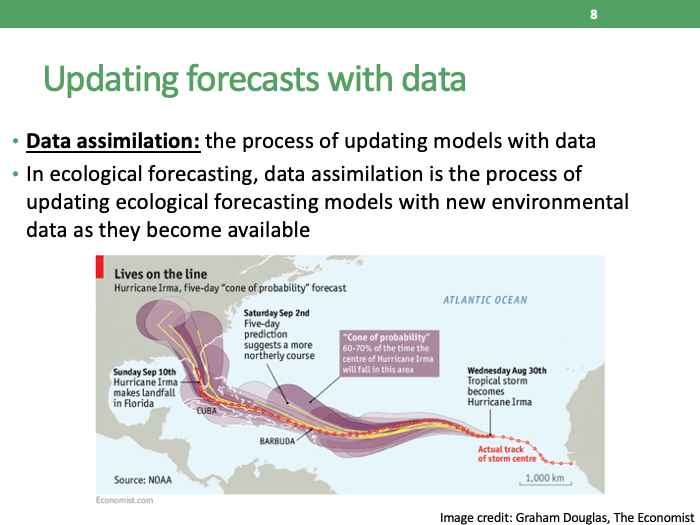 8
Updating forecasts with data
• Data assimilation: the process of updating models with data
• In ecological forecasting, data assimilation is the process of
updating ecological forecasting models with new environmental
data as they become available
Lives on the line
Hurricane Irma, five-day “cone of probability” forecast
ATLANTIC OCEAN
Saturday Sep 2nd
Five-day
prediction
suggests a more
northerly course
“Cone of probability”
60-70% of the time the
centre of Hurricane Irma
will fall in this area
Sunday Sep 10th
Hurricane Irma
makes landfall
in Florida
Wednesday Aug 30th
Tropical storm
becomes
Hurricane Irma
CUBA
BARBUDA
Actual track
of storm centre
Source: NOAA
1,000 km
Economist.com
Image credit: Graham Douglas, The Economist